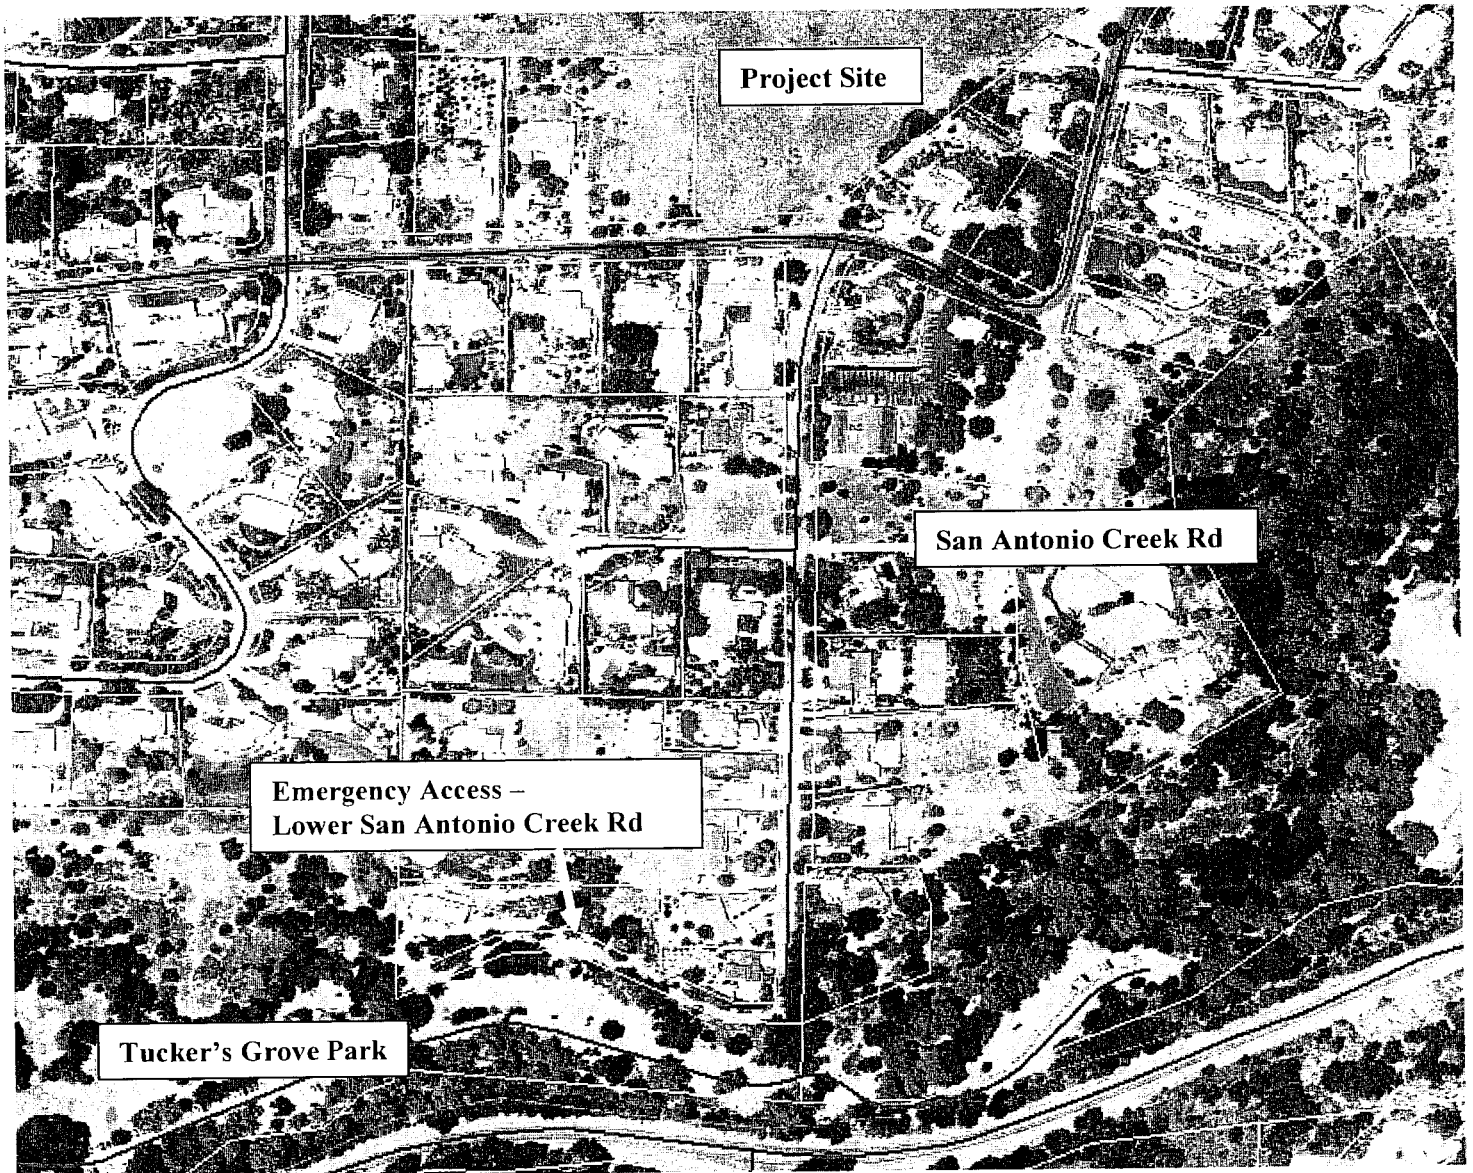 Project Site
San Antonio Creek Rd
Emergency Access –
Lower San Antonio Creek Rd
Tucker's Grove Park